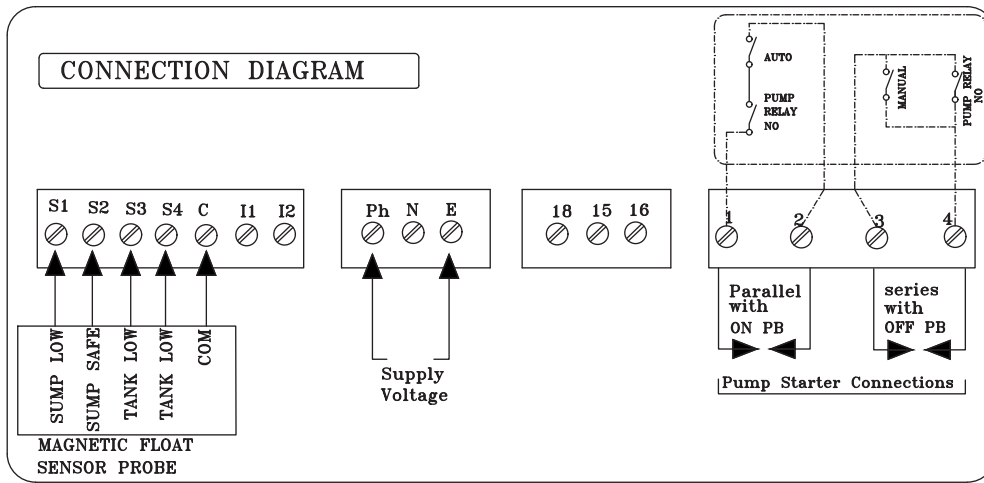 CONNECTION DIAGRAM
AUTO
PUMP
RELAY
NO
MANUAL
PUMP RELAY
NO
S1 S2 S3 S4 C I1 I2
Ph N E
18 15 16
1 2 3 4
SUMP LOW
SUMP SAFE
TANK LOW
TANK LOW
COM
MAGNETIC FLOAT
SENSOR PROBE
Supply
Voltage
Parallel
with
ON PB
series
with
OFF PB
Pump Starter Connections